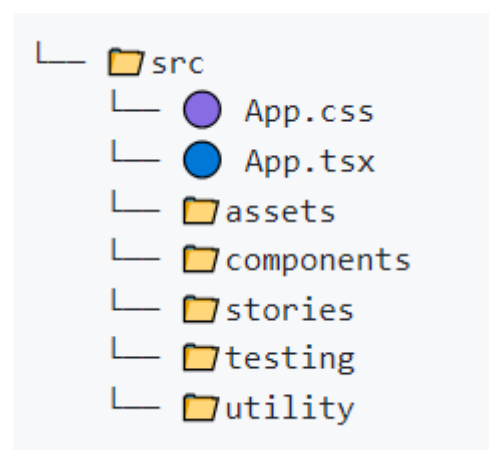 src
App.css
App.tsx
assets
components
stories
testing
utility